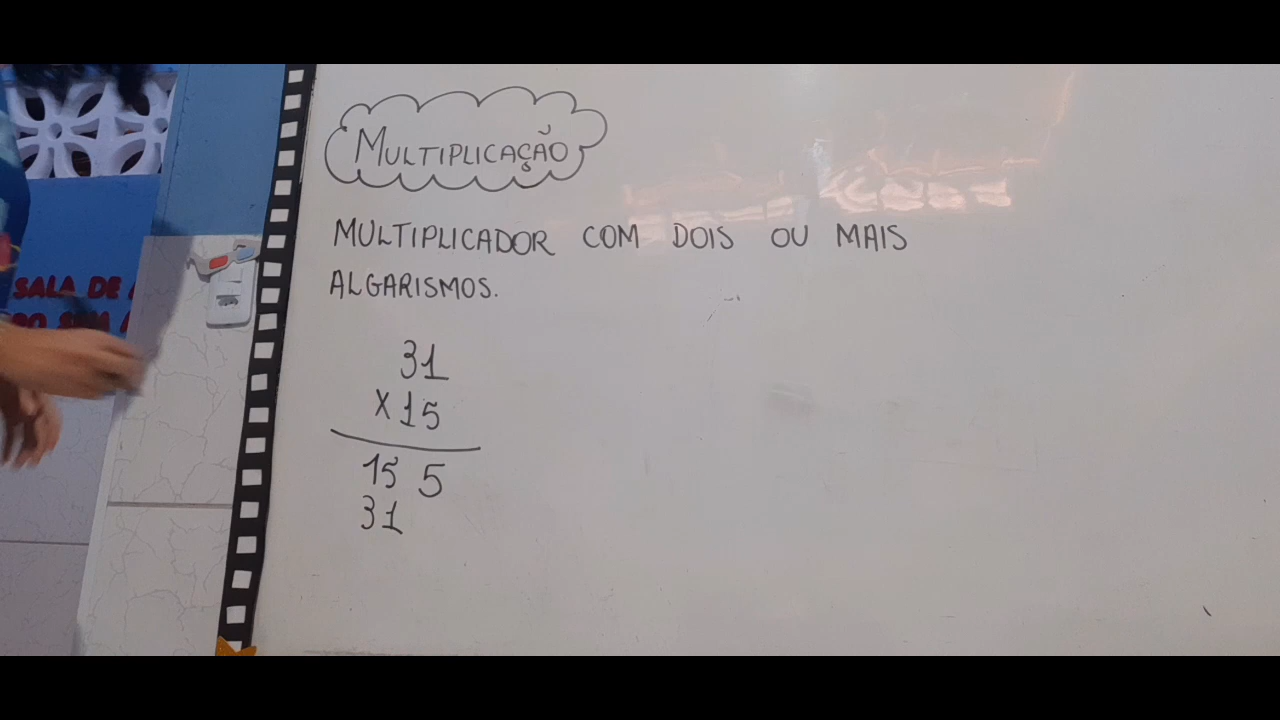 MULTIPLICAÇÃO
MULTIPLICADOR COM DOIS OU MAIS
ALGARISMOS.
31
X 15
15 5
31
SALA DE